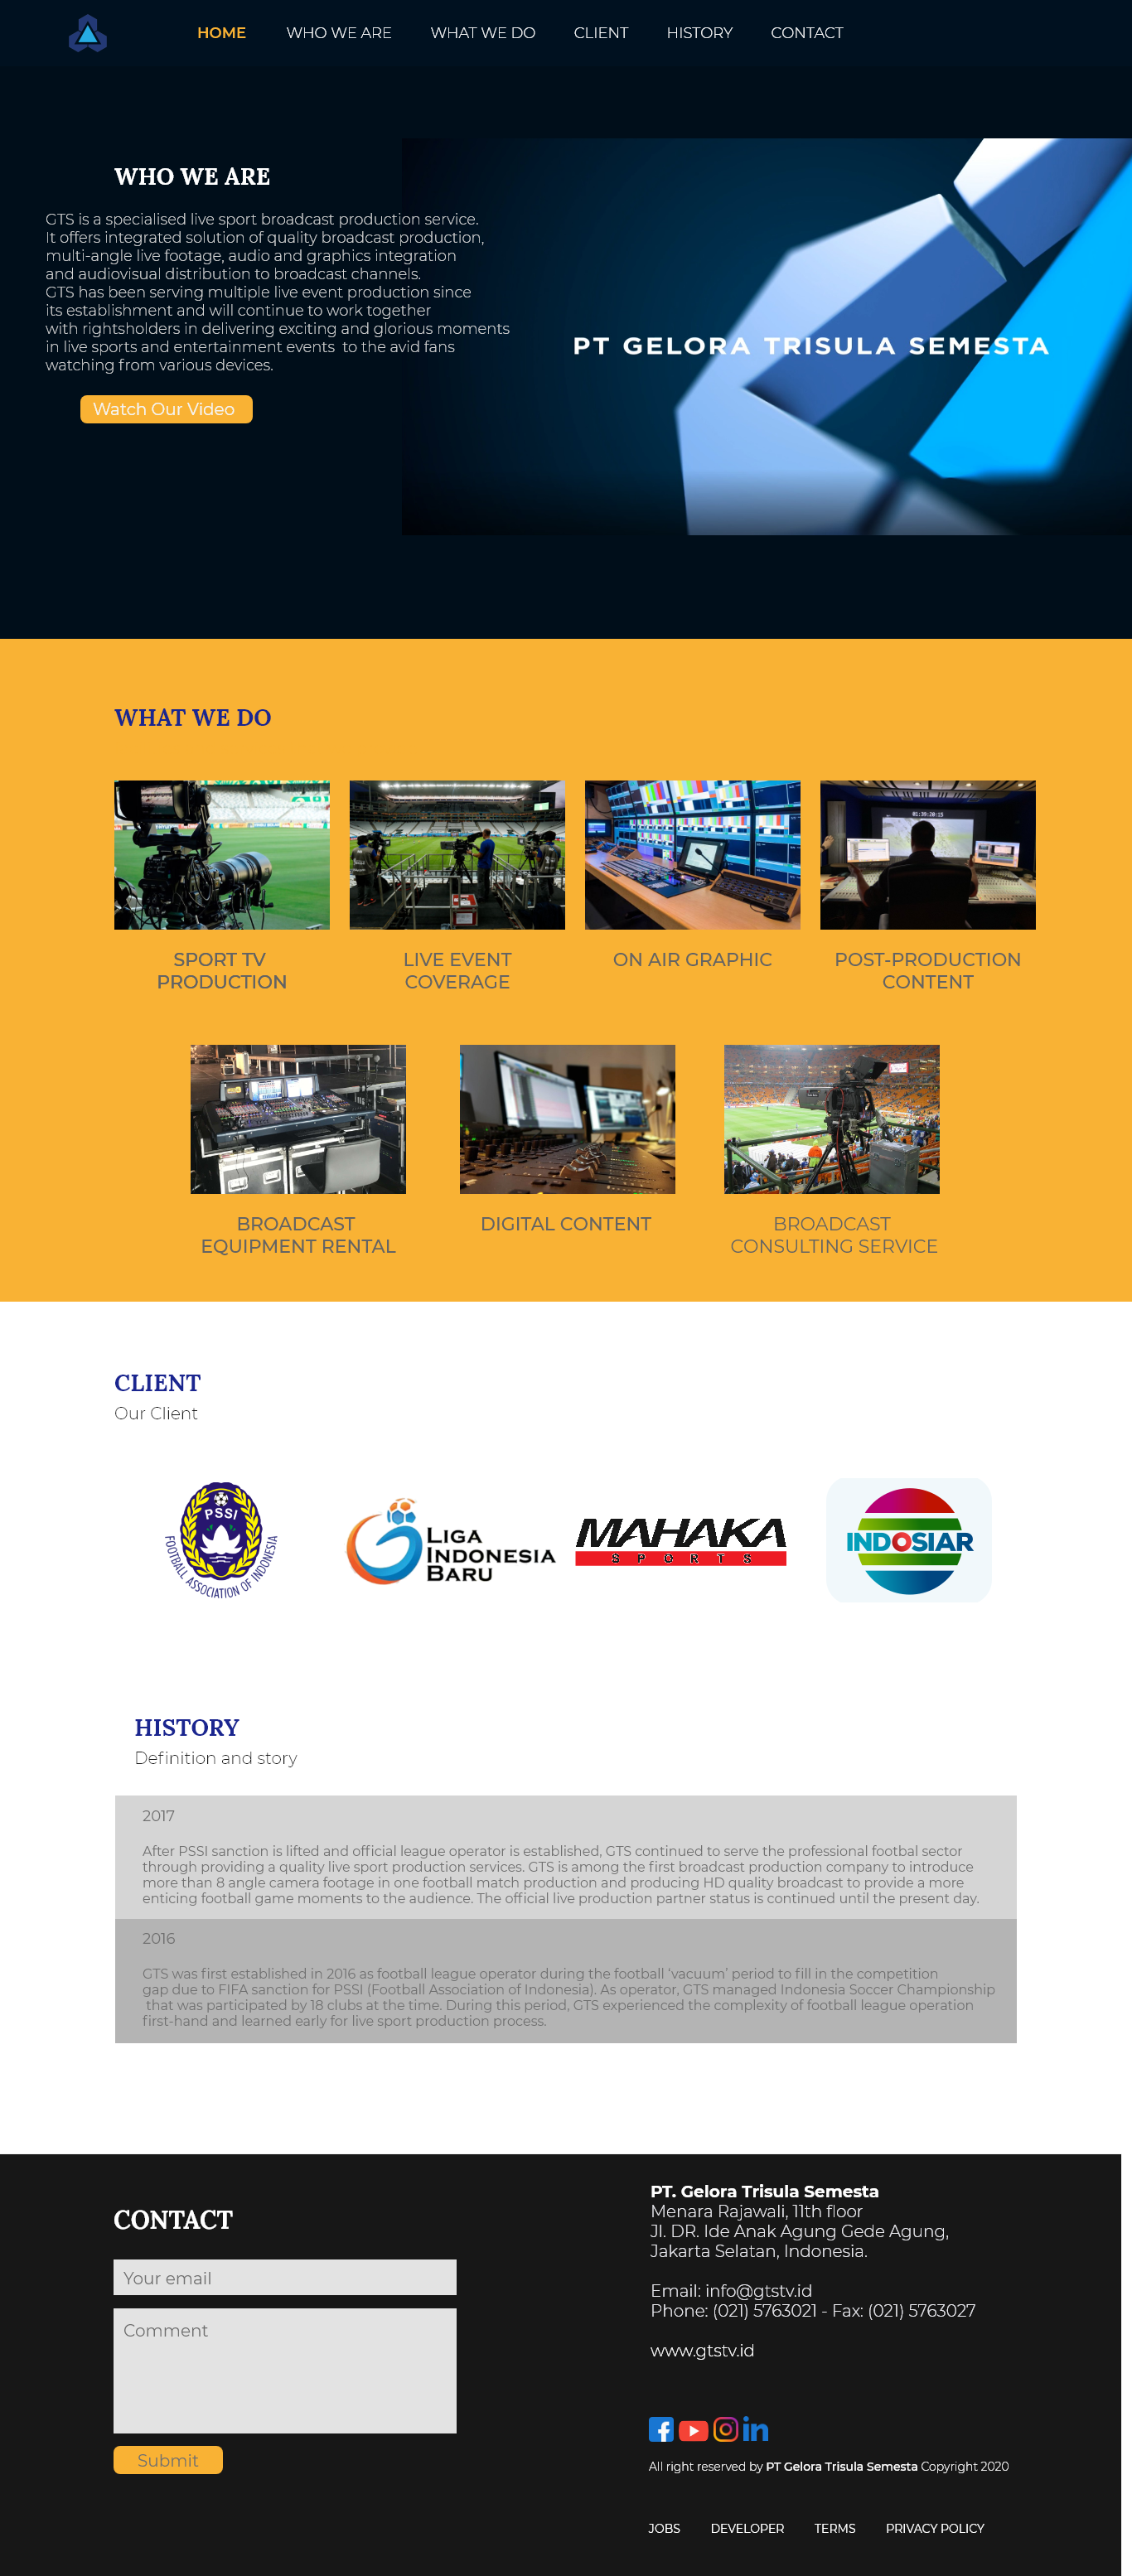 HOME WHO WE ARE WHAT WE DO CLIENT HISTORY CONTACT
WHO WE ARE
GTS is a specialised live sport broadcast production service.
It offers integrated solution of quality broadcast production,
multi-angle live footage, audio and graphics integration
and audiovisual distribution to broadcast channels.
GTS has been serving multiple live event production since
its establishment and will continue to work together
with rightsholders in delivering exciting and glorious moments
in live sports and entertainment events to the avid fans
watching from various devices.
Watch Our Video
PT GELORA TRISULA SEMESTA
WHAT WE DO
01:39:20:15
SPORT TV
PRODUCTION
LIVE EVENT
COVERAGE
ON AIR GRAPHIC
POST-PRODUCTION
CONTENT
BROADCAST
EQUIPMENT RENTAL
DIGITAL CONTENT
BROADCAST
CONSULTING SERVICE
CLIENT
Our Client
PSSI
FOOTBALL ASSOCIATION OF INDONESIA
LIGA
INDONESIA
BARU
MAHAKA
SPORTS
INDOSIAR
HISTORY
Definition and story
2017
After PSSI sanction is lifted and official league operator is established, GTS continued to serve the professional footbal sector
through providing a quality live sport production services. GTS is among the first broadcast production company to introduce
more than 8 angle camera footage in one football match production and producing HD quality broadcast to provide a more
enticing football game moments to the audience. The official live production partner status is continued until the present day.
2016
GTS was first established in 2016 as football league operator during the football ‘vacuum’ period to fill in the competition
gap due to FIFA sanction for PSSI (Football Association of Indonesia). As operator, GTS managed Indonesia Soccer Championship
that was participated by 18 clubs at the time. During this period, GTS experienced the complexity of football league operation
first-hand and learned early for live sport production process.
CONTACT
Your email
Comment
Submit
PT. Gelora Trisula Semesta
Menara Rajawali, 11th floor
Jl. DR. Ide Anak Agung Gede Agung,
Jakarta Selatan, Indonesia.
Email: info@gtstv.id
Phone: (021) 5763021 - Fax: (021) 5763027
www.gtstv.id
All right reserved by PT Gelora Trisula Semesta Copyright 2020
JOBS DEVELOPER TERMS PRIVACY POLICY